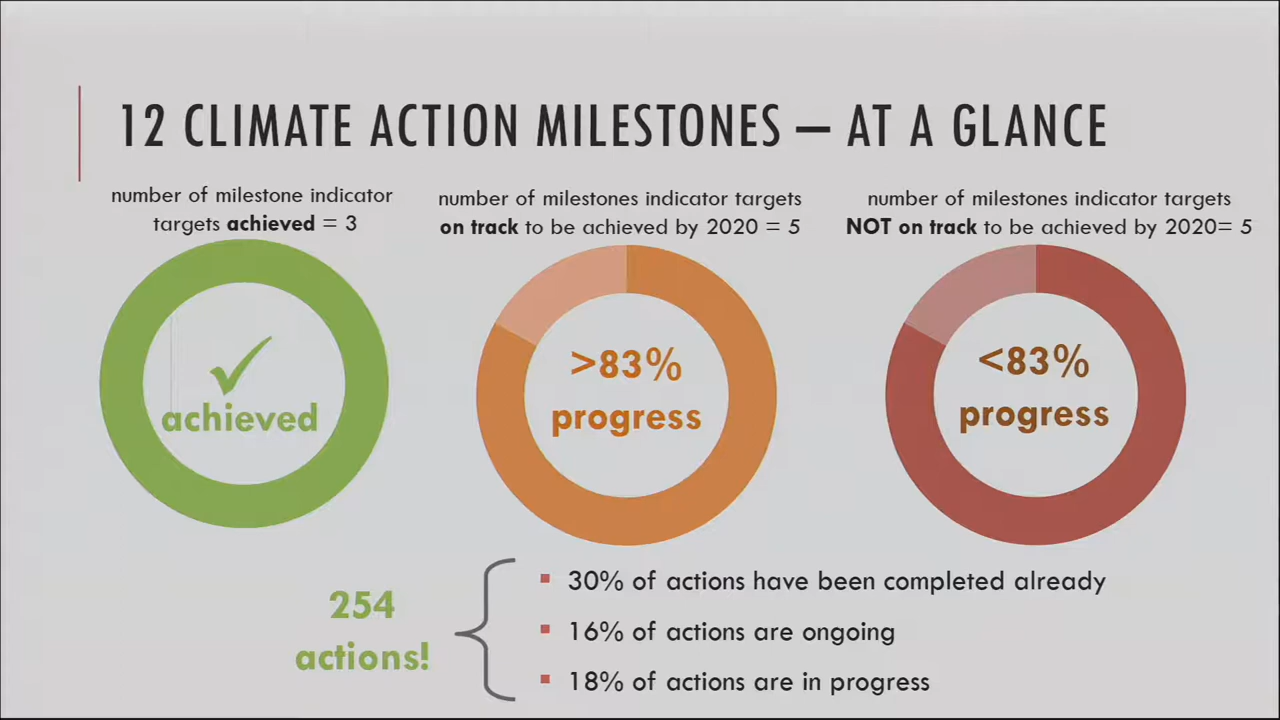 12 CLIMATE ACTION MILESTONES – AT A GLANCE
number of milestone indicator
targets achieved = 3
number of milestones indicator targets
on track to be achieved by 2020 = 5
number of milestones indicator targets
NOT on track to be achieved by 2020= 5
✓
achieved
>83%
progress
<83%
progress
254
actions!
▪ 30% of actions have been completed already
▪ 16% of actions are ongoing
▪ 18% of actions are in progress